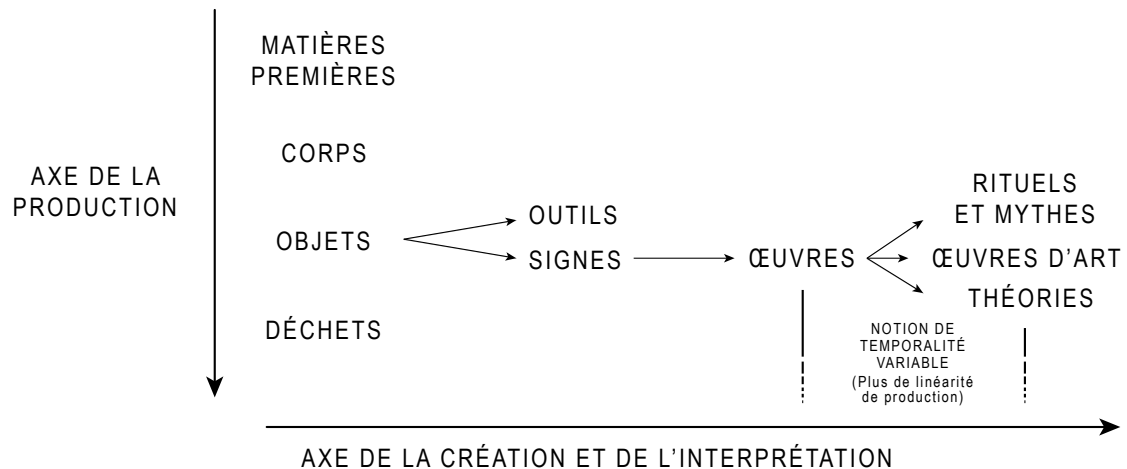 MATIÈRES
PREMIÈRES
CORPS
AXE DE LA
PRODUCTION
OBJETS
DÉCHETS
OUTILS
SIGNES
ŒUVRES
RITUELS
ET MYTHES
ŒUVRES D'ART
THÉORIES
NOTION DE
TEMPORALITÉ
VARIABLE
(Plus de linéarité
de production)
AXE DE LA CRÉATION ET DE L'INTERPRÉTATION